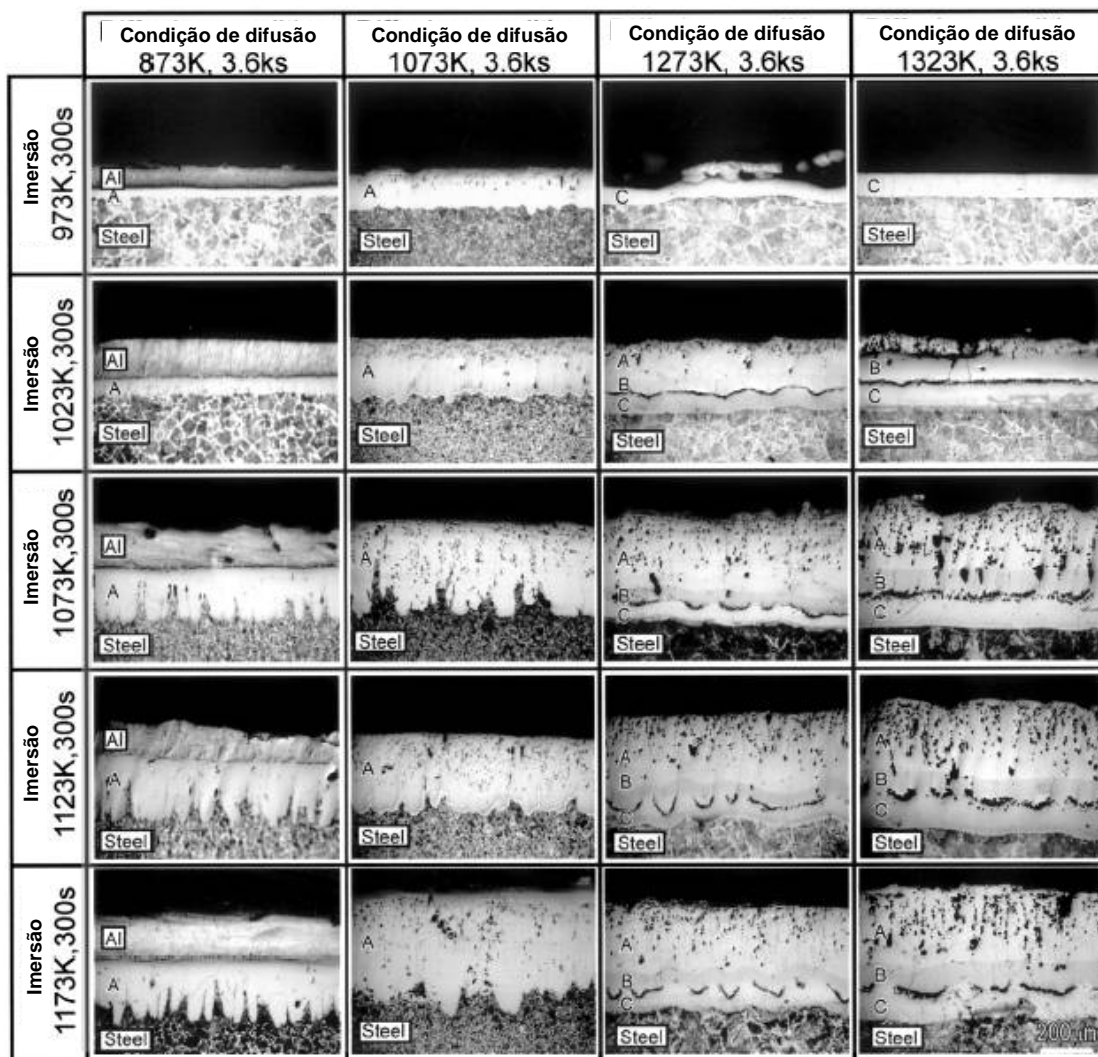 Condição de difusão
873K, 3.6ks
Condição de difusão
1073K, 3.6ks
Condição de difusão
1273K, 3.6ks
Condição de difusão
1323K, 3.6ks
Imersão
973K,300s
Al
A
Steel
A
Steel
C
Steel
C
Steel
Imersão
1023K,300s
Al
A
Steel
A
Steel
A
B
C
Steel
A
B
C
Steel
Imersão
1073K,300s
Al
A
Steel
A
Steel
A
B
C
Steel
A
B
C
Steel
Imersão
1123K,300s
Al
A
Steel
A
Steel
A
B
C
Steel
A
B
C
Steel
Imersão
1173K,300s
Al
A
Steel
A
Steel
A
B
C
Steel
A
B
C
Steel